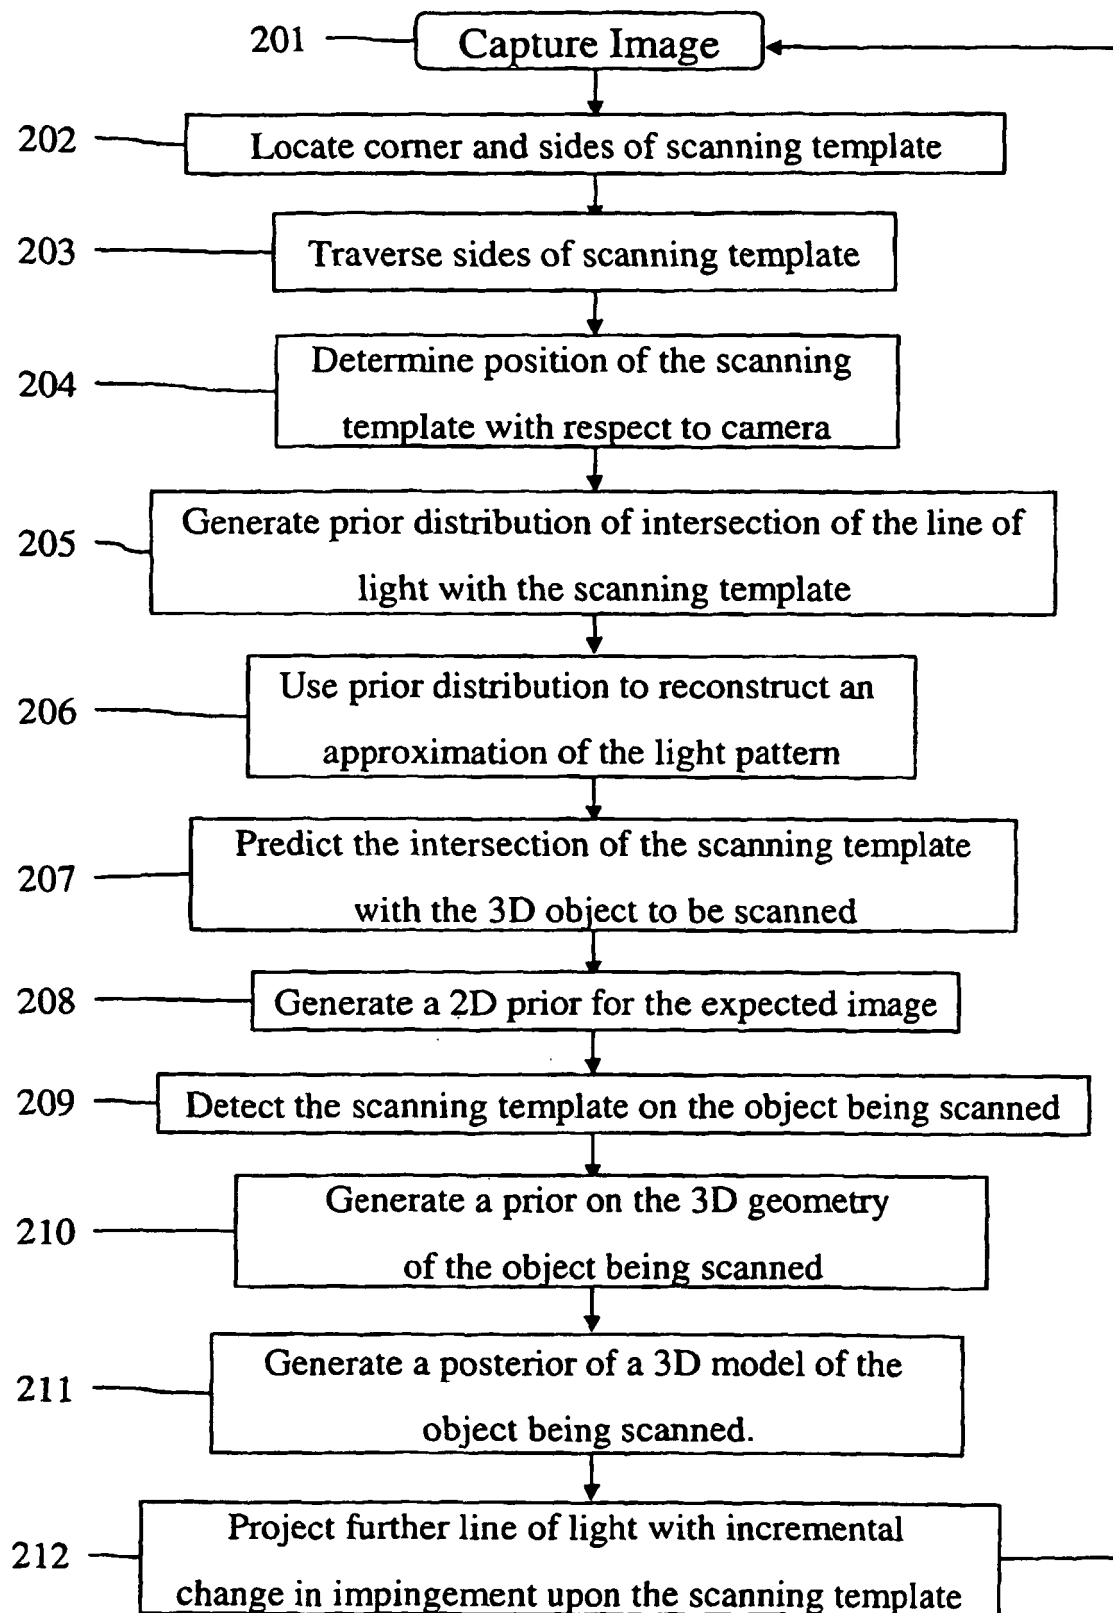 201 Capture Image
202 Locate corner and sides of scanning template
203 Traverse sides of scanning template
204 Determine position of the scanning
template with respect to camera
205 Generate prior distribution of intersection of the line of
light with the scanning template
206 Use prior distribution to reconstruct an
approximation of the light pattern
207 Predict the intersection of the scanning template
with the 3D object to be scanned
208 Generate a 2D prior for the expected image
209 Detect the scanning template on the object being scanned
210 Generate a prior on the 3D geometry
of the object being scanned
211 Generate a posterior of a 3D model of the
object being scanned.
212 Project further line of light with incremental
change in impingement upon the scanning template